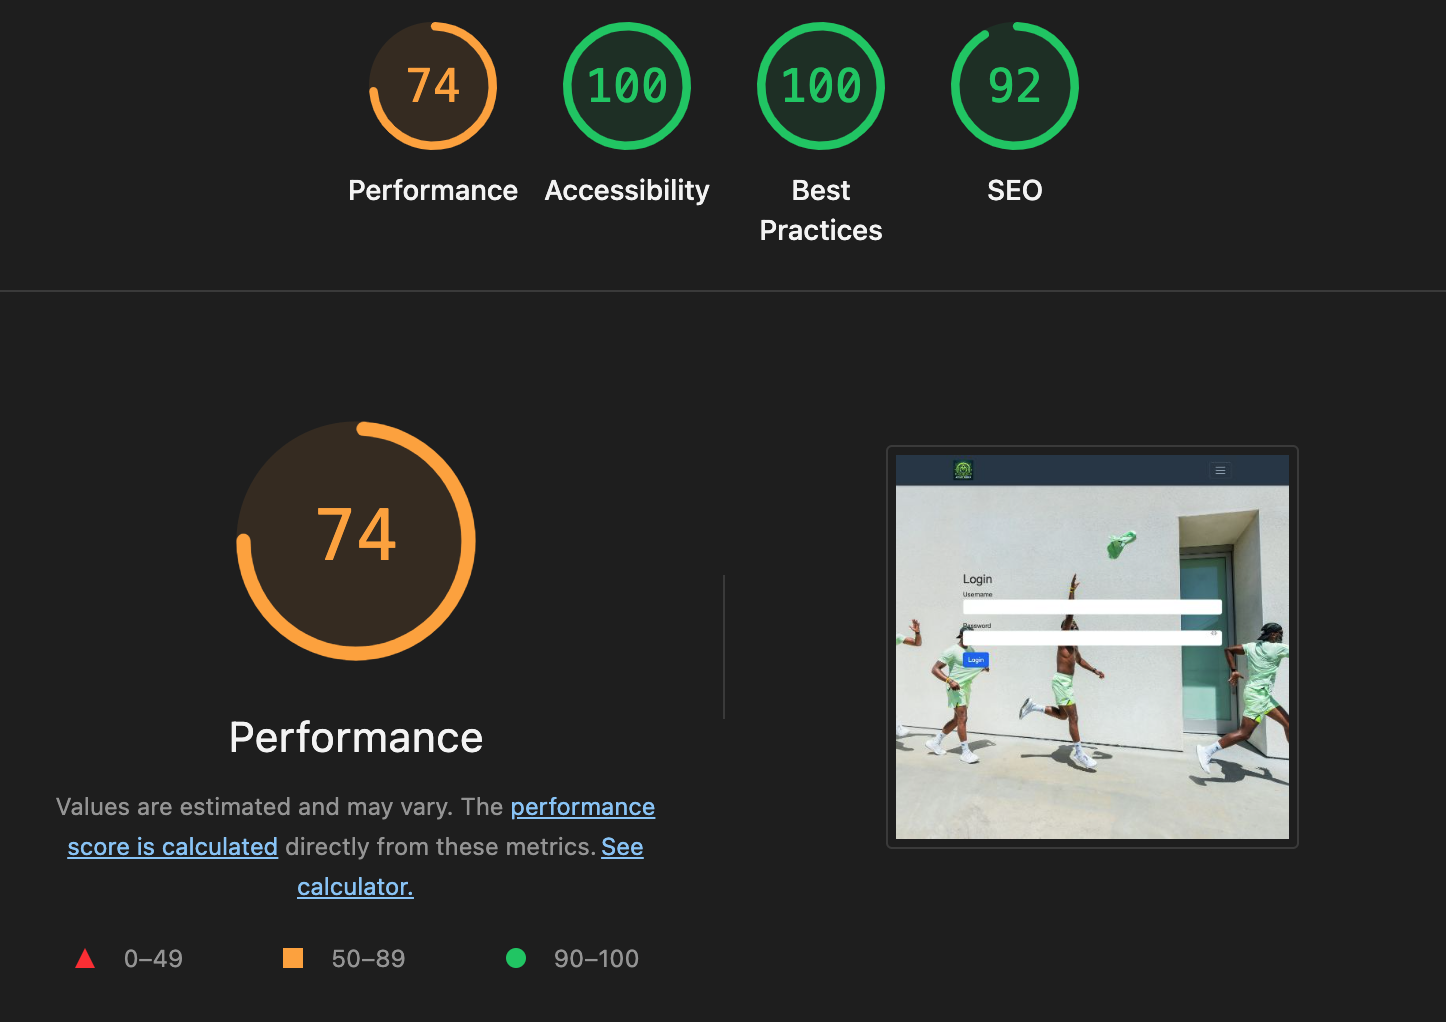 74
100
100
92
Performance
Accessibility
Best
Practices
SEO
74
Performance
Values are estimated and may vary. The performance
score is calculated directly from these metrics. See
calculator.
0–49
50–89
90–100
Login
Username
Password
Login